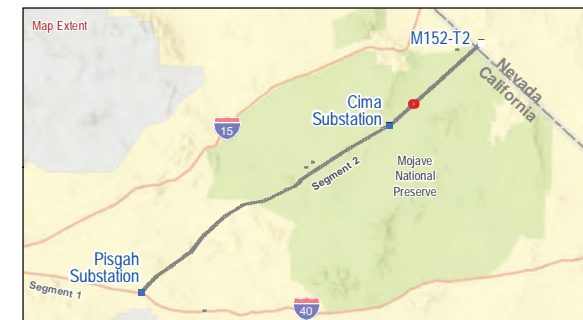 Map Extent
M152-T2
Nevada
California
Cima
Substation
15
Mojave
National
Preserve
Segment 2
Pisgah
Substation
Segment 1
40